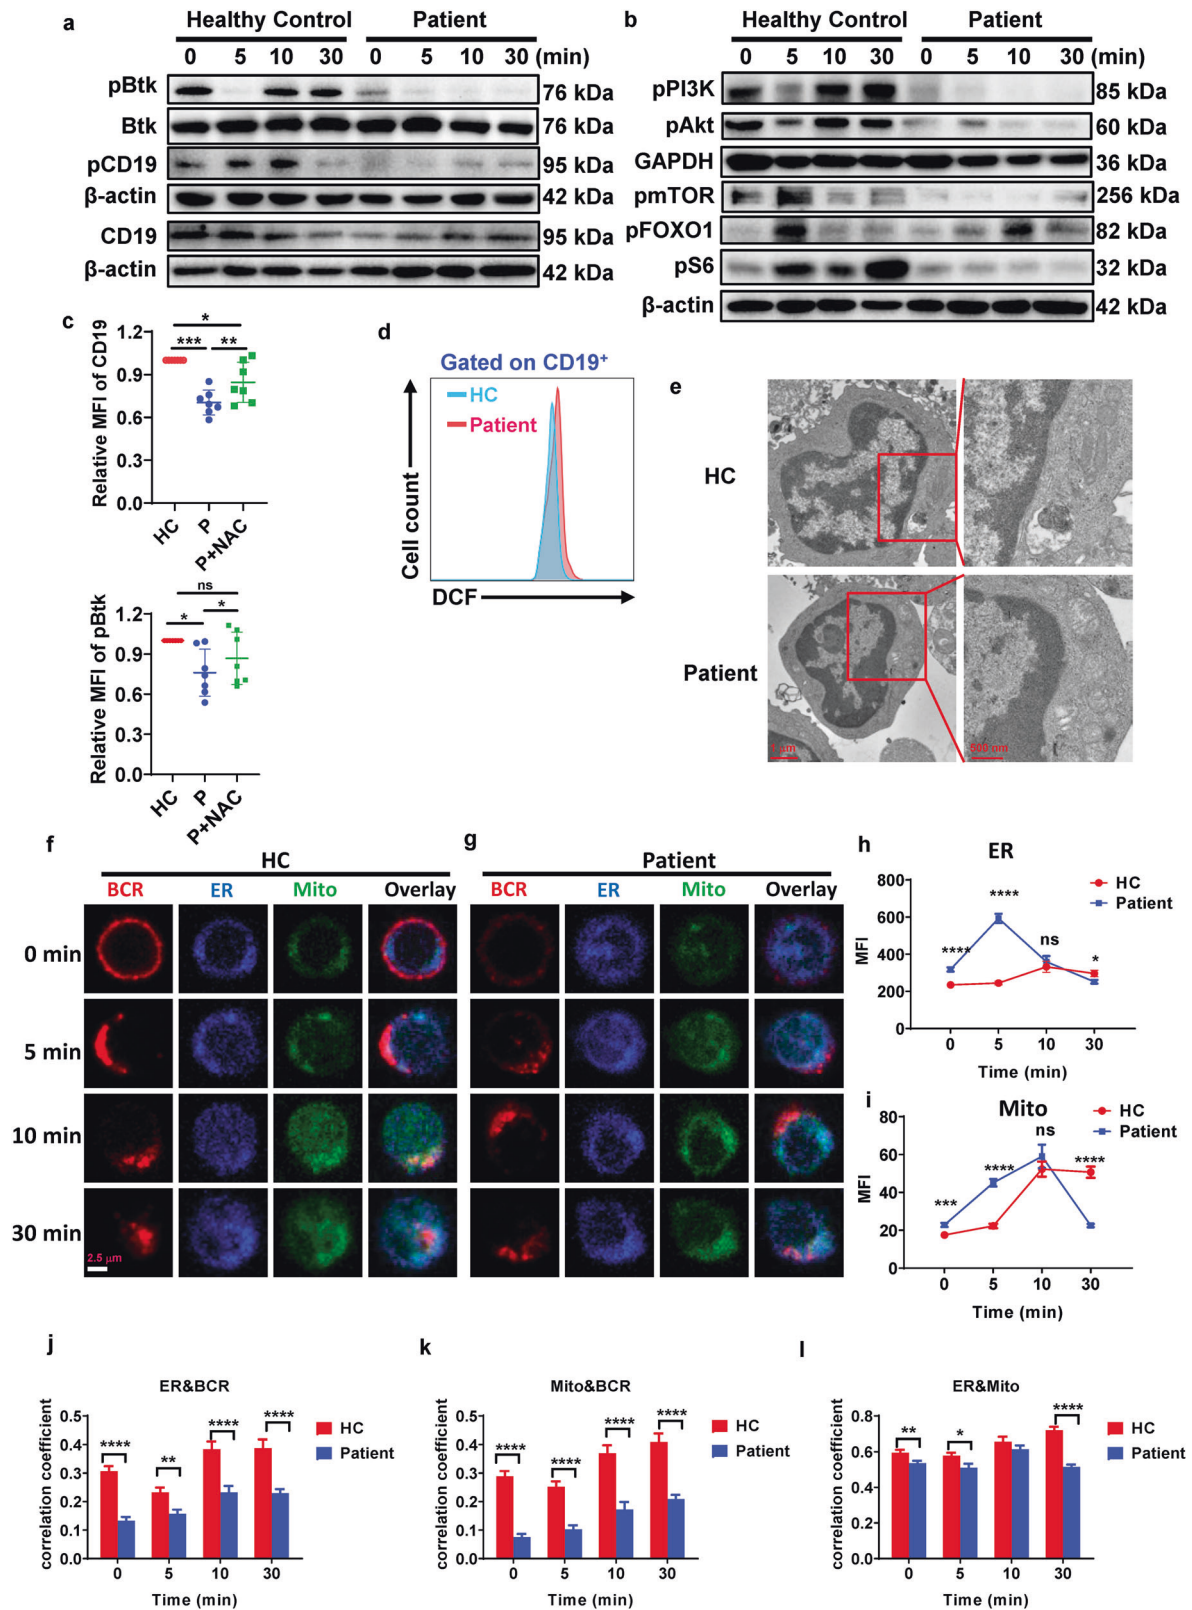 a
Healthy Control Patient
0 5 10 30 0 5 10 30 (min)
pBtk 76 kDa
Btk 76 kDa
pCD19 95 kDa
β-actin 42 kDa
CD19 95 kDa
β-actin 42 kDa
b
Healthy Control Patient
0 5 10 30 0 5 10 30 (min)
pPI3K 85 kDa
pAkt 60 kDa
GAPDH 36 kDa
pmTOR 256 kDa
pFOXO1 82 kDa
pS6 32 kDa
β-actin 42 kDa
c
Relative MFI of CD19
1.2
0.9
0.6
0.3
0.0
*
*** **
HC P P+NAC
Relative MFI of pBtk
1.2
0.9
0.6
0.3
0.0
ns
* *
HC P P+NAC
d
Gated on CD19+
HC
Patient
Cell count
DCF
e
HC
Patient
1 μm
500 nm
f
HC
BCR ER Mito Overlay
g
Patient
BCR ER Mito Overlay
0 min
5 min
10 min
30 min
2.5 μm
h
ER
HC
Patient
MFI
800
600
400
200
0
**** **** ns *
0 5 10 30
Time (min)
i
Mito
HC
Patient
MFI
80
60
40
20
0
*** **** ns ****
0 5 10 30
Time (min)
j
ER&BCR
correlation coefficient
0.5
0.4
0.3
0.2
0.1
0.0
**** ** **** ****
HC
Patient
0 5 10 30
Time (min)
k
Mito&BCR
correlation coefficient
0.5
0.4
0.3
0.2
0.1
0.0
**** **** **** ****
HC
Patient
0 5 10 30
Time (min)
l
ER&Mito
correlation coefficient
0.8
0.6
0.4
0.2
0.0
** * ****
HC
Patient
0 5 10 30
Time (min)